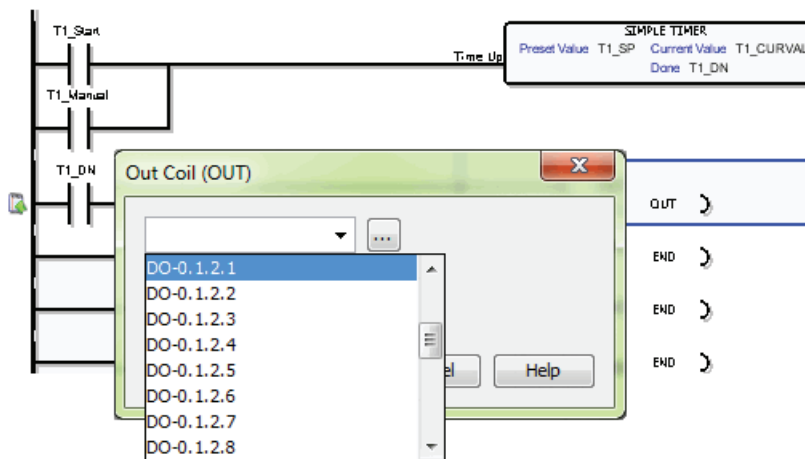 T1_Start
SIMPLE TIMER
Time Up
Preset Value T1_SP Current Value T1_CURVAL
Done T1_DN
T1_Manual
T1_DN
Out Coil (OUT)
OUT
...
DO-0.1.2.1
DO-0.1.2.2
DO-0.1.2.3
DO-0.1.2.4
DO-0.1.2.5
DO-0.1.2.6
DO-0.1.2.7
DO-0.1.2.8
END
END
END
el
Help